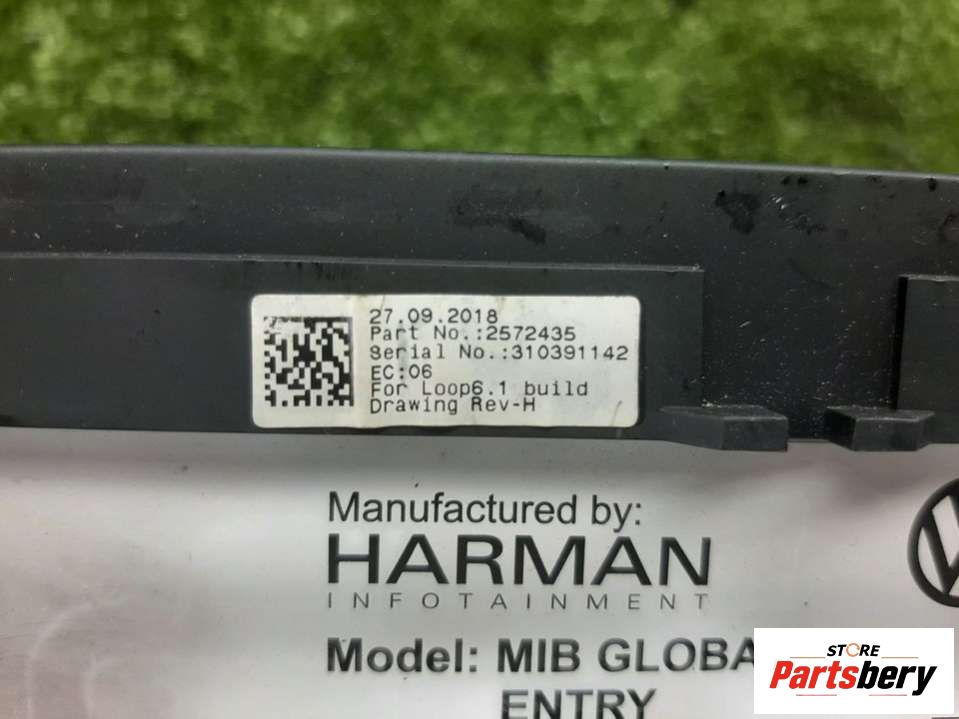 27.09.2018
Part No.:2572435
Serial No.:310391142
EC:06
For Loop6.1 build
Drawing Rev-H
Manufactured by:
HARMAN
INFOTAINMENT
Model: MIB GLOBA
ENTRY
STORE
Partsbery